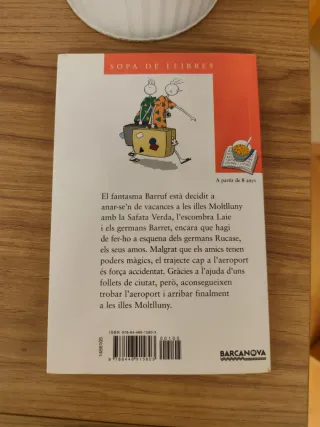 SOPA DE LLIBRES
A partir de 8 anys
El fantasma Barruf està decidit a
anar-se'n de vacances a les illes Moltlluny
amb la Safata Verda, l'escombra Laie
i els germans Barret, encara que hagi
de fer-ho a esquena dels germans Rucase,
els seus amos. Malgrat que els amics tenen
poders màgics, el trajecte cap a l'aeroport
és força accidentat. Gràcies a l'ajuda d'uns
follets de ciutat, però, aconsegueixen
trobar l'aeroport i arribar finalment
a les illes Moltlluny.
BARCANOVA